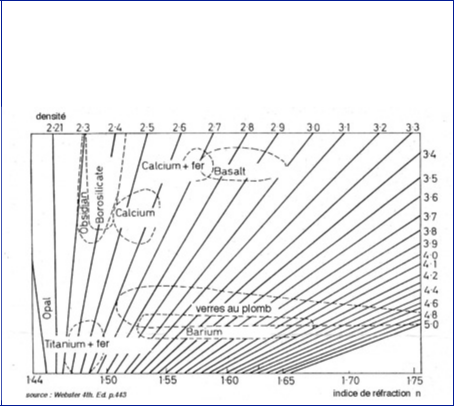 densité
2·21 2·3 2·4 2·5 2·6 2·7 2·8 2·9 3·0 3·1 3·2 3·3
3·4
Calcium + fer
Basalt
3·5
Obsidian
Borosilicate
3·6
Calcium
3·7
3·8
3·9
4·0
4·1
4·2
4·4
Opal
verres au plomb
4·6
4·8
Barium
5·0
Titanium + fer
1·44 1·50 1·55 1·60 1·65 1·70 1·75
source : Webster 4th. Ed. p.443
indice de réfraction n